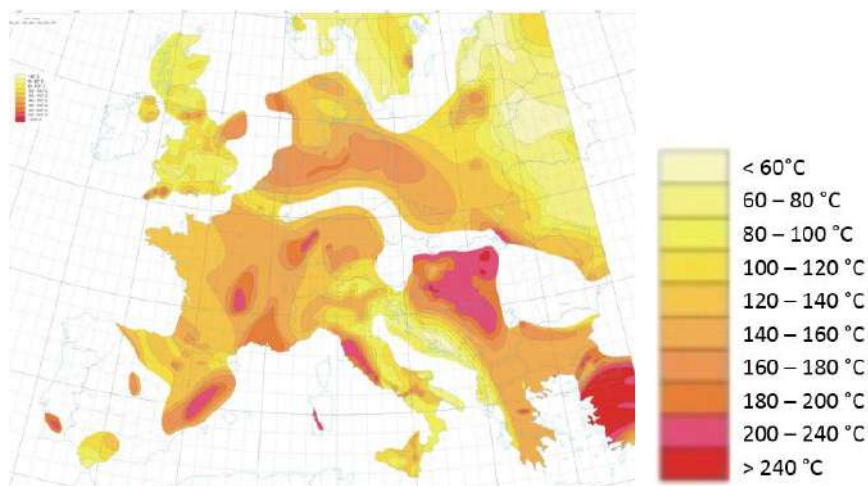 < 60°C
60 – 80 °C
80 – 100 °C
100 – 120 °C
120 – 140 °C
140 – 160 °C
160 – 180 °C
180 – 200 °C
200 – 240 °C
> 240 °C